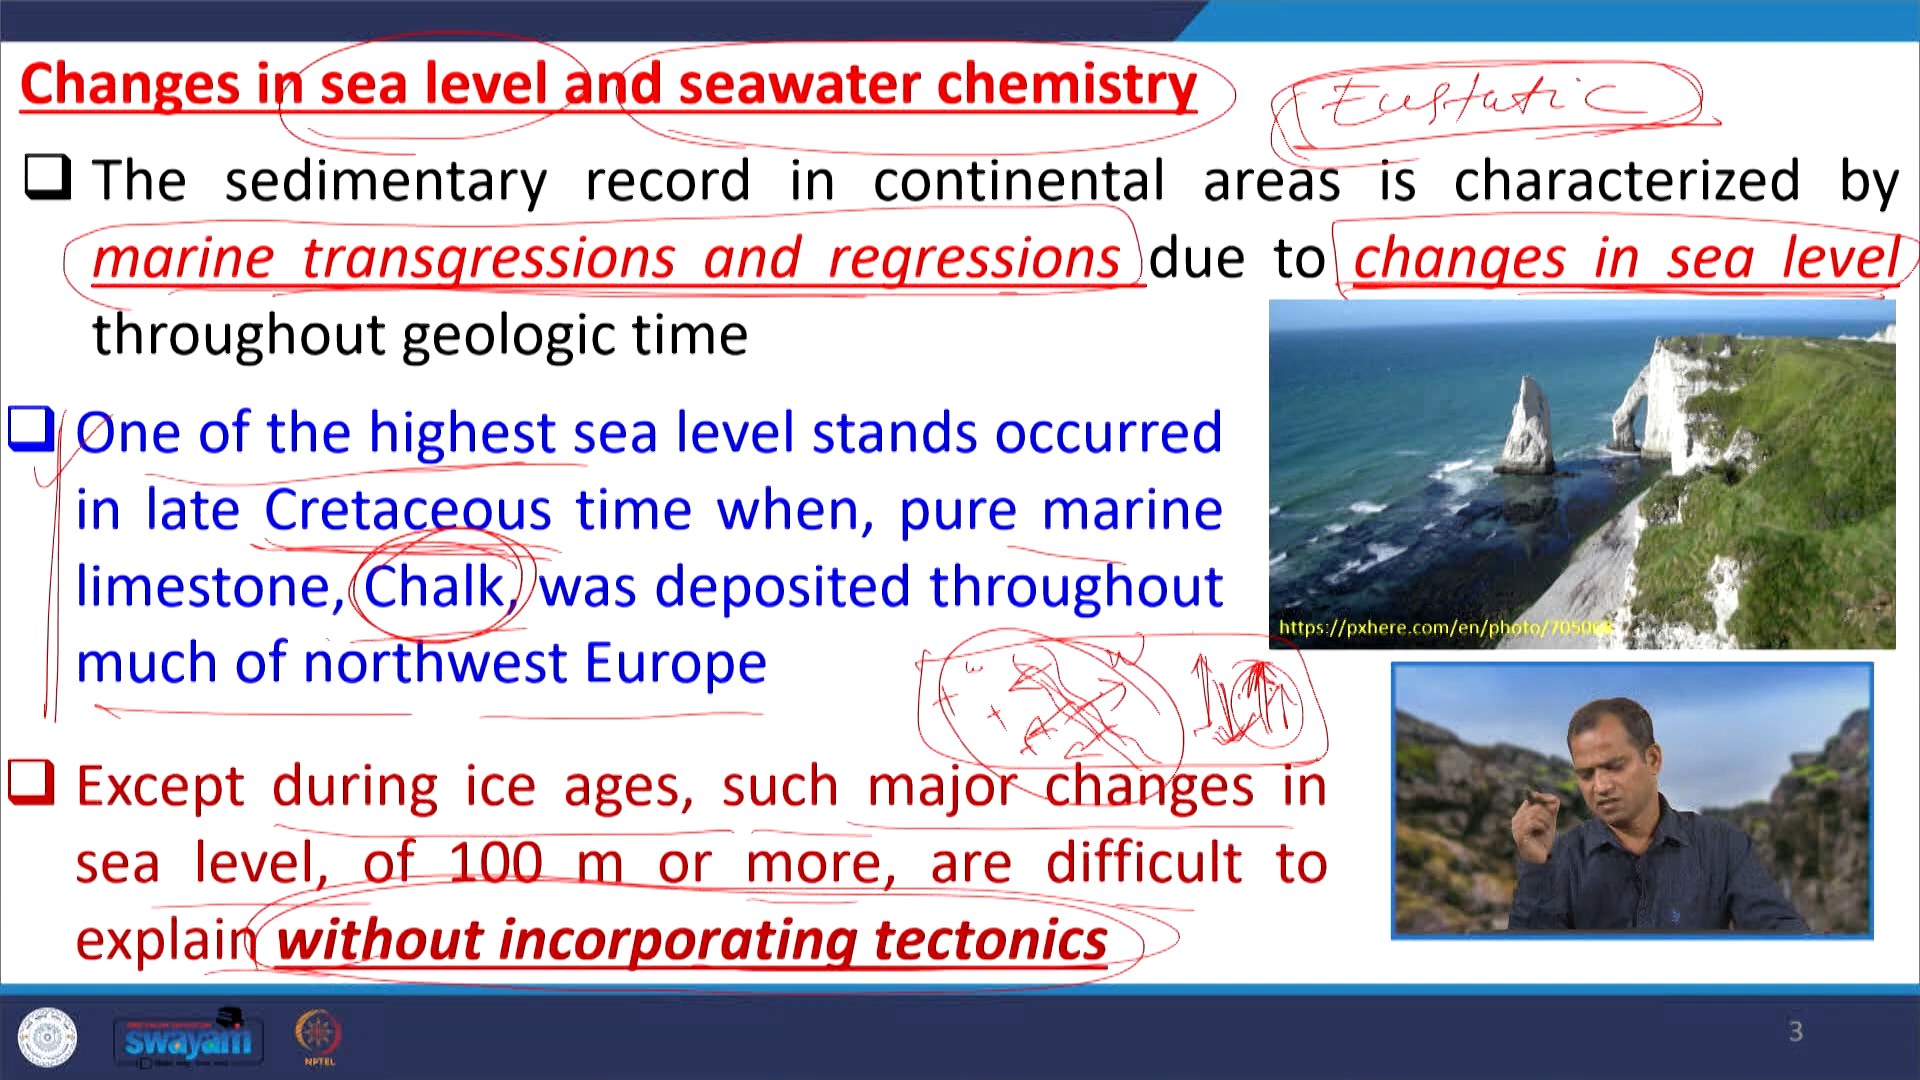 Changes in sea level and seawater chemistry
Eustatic
The sedimentary record in continental areas is characterized by
marine transgressions and regressions due to changes in sea level
throughout geologic time
One of the highest sea level stands occurred
in late Cretaceous time when, pure marine
limestone, Chalk, was deposited throughout
much of northwest Europe
https://pxhere.com/en/photo/705068
Except during ice ages, such major changes in
sea level, of 100 m or more, are difficult to
explain without incorporating tectonics
swayam
NPTEL
3